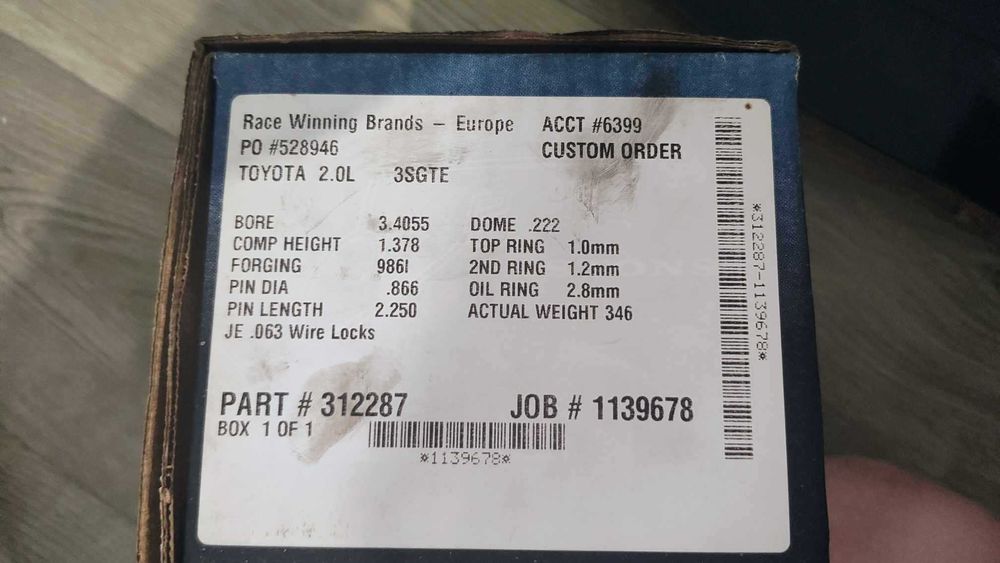 Race Winning Brands – Europe ACCT #6399
PO #528946 CUSTOM ORDER
TOYOTA 2.0L 3SGTE
BORE 3.4055 DOME .222
COMP HEIGHT 1.378 TOP RING 1.0mm
FORGING 986I 2ND RING 1.2mm
PIN DIA .866 OIL RING 2.8mm
PIN LENGTH 2.250 ACTUAL WEIGHT 346
JE .063 Wire Locks
PART # 312287 JOB # 1139678
BOX 1 OF 1
*1139678*
*312287-1139678*